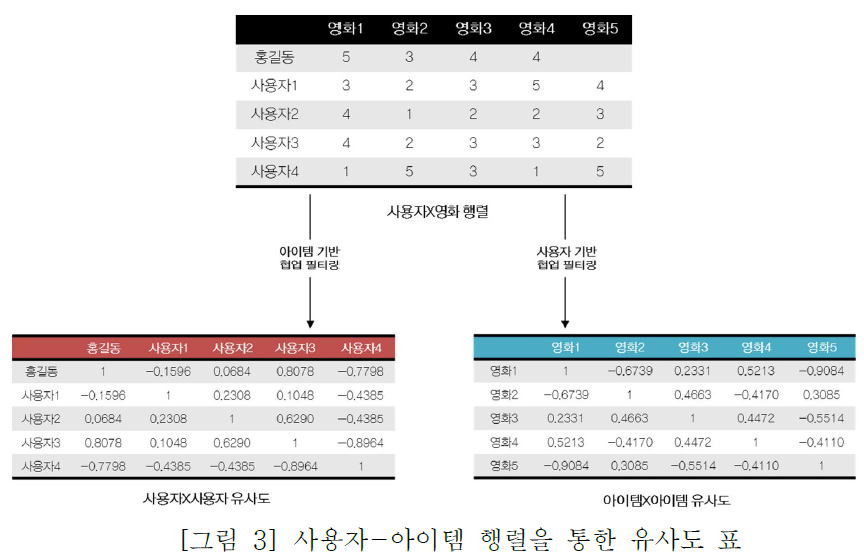 영화1 영화2 영화3 영화4 영화5
홍길동 5 3 4 4
사용자1 3 2 3 5 4
사용자2 4 1 2 2 3
사용자3 4 2 3 3 2
사용자4 1 5 3 1 5
사용자X영화 행렬
아이템 기반
협업 필터링
사용자 기반
협업 필터링
홍길동 사용자1 사용자2 사용자3 사용자4
홍길동 1 -0.1596 0.0684 0.8078 -0.7798
사용자1 -0.1596 1 0.2308 0.1048 -0.4385
사용자2 0.0684 0.2308 1 0.6290 -0.4385
사용자3 0.8078 0.1048 0.6290 1 -0.8964
사용자4 -0.7798 -0.4385 -0.4385 -0.8964 1
사용자X사용자 유사도
영화1 영화2 영화3 영화4 영화5
영화1 1 -0.6739 0.2331 0.5213 -0.9084
영화2 -0.6739 1 0.4663 -0.4170 0.3085
영화3 0.2331 0.4663 1 0.4472 -0.5514
영화4 0.5213 -0.4170 0.4472 1 -0.4110
영화5 -0.9084 0.3085 -0.5514 -0.4110 1
아이템X아이템 유사도
[그림 3] 사용자-아이템 행렬을 통한 유사도 표